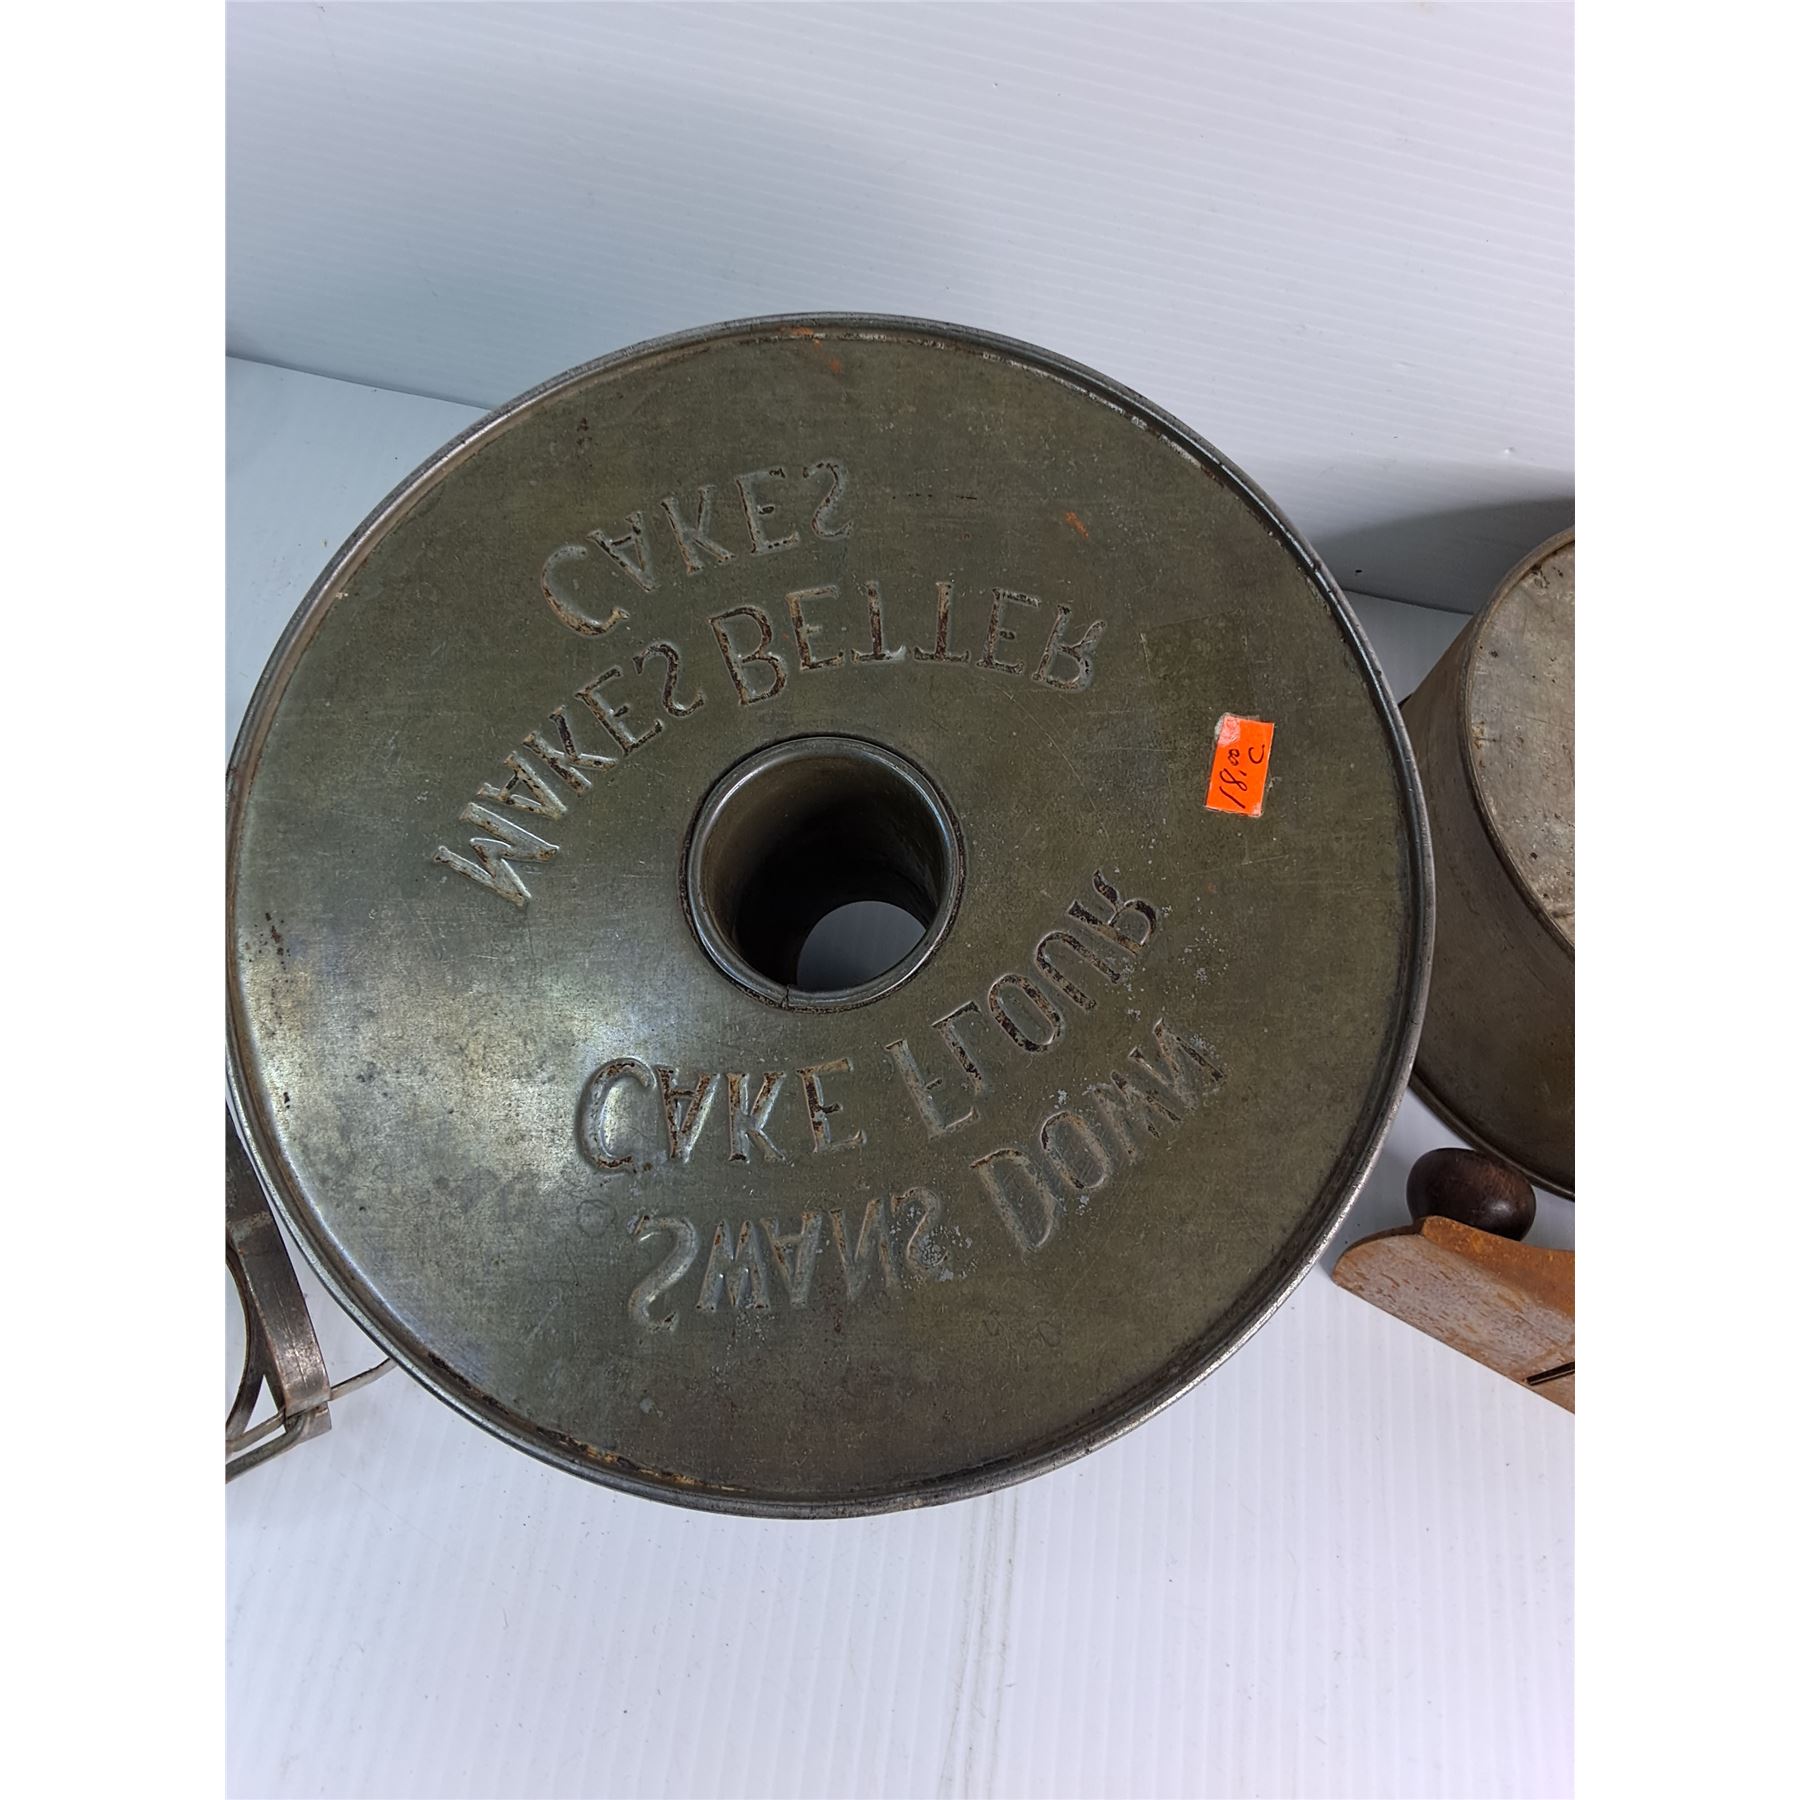 SWANS DOWN
CAKE FLOUR
MAKES BETTER
CAKES
18.00
C